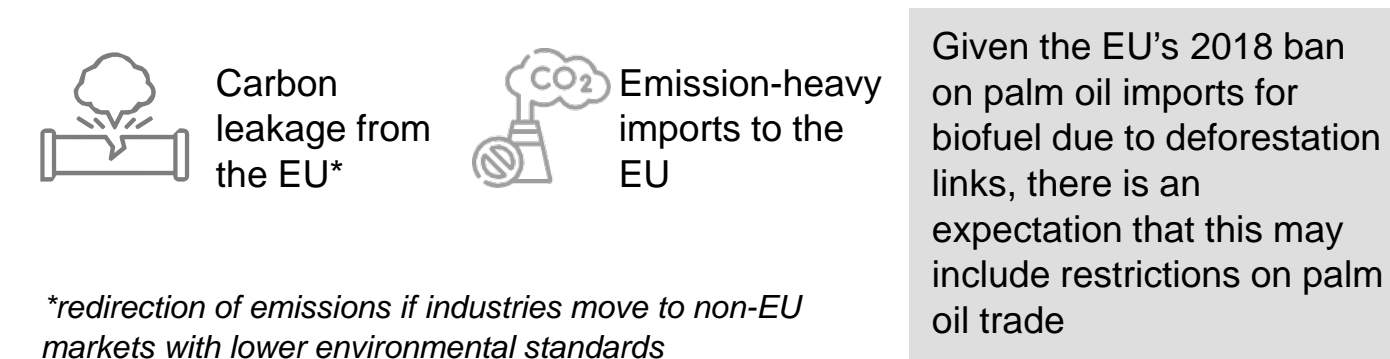 Carbon
leakage from
the EU*
CO2
Emission-heavy
imports to the
EU
*redirection of emissions if industries move to non-EU
markets with lower environmental standards
Given the EU's 2018 ban
on palm oil imports for
biofuel due to deforestation
links, there is an
expectation that this may
include restrictions on palm
oil trade